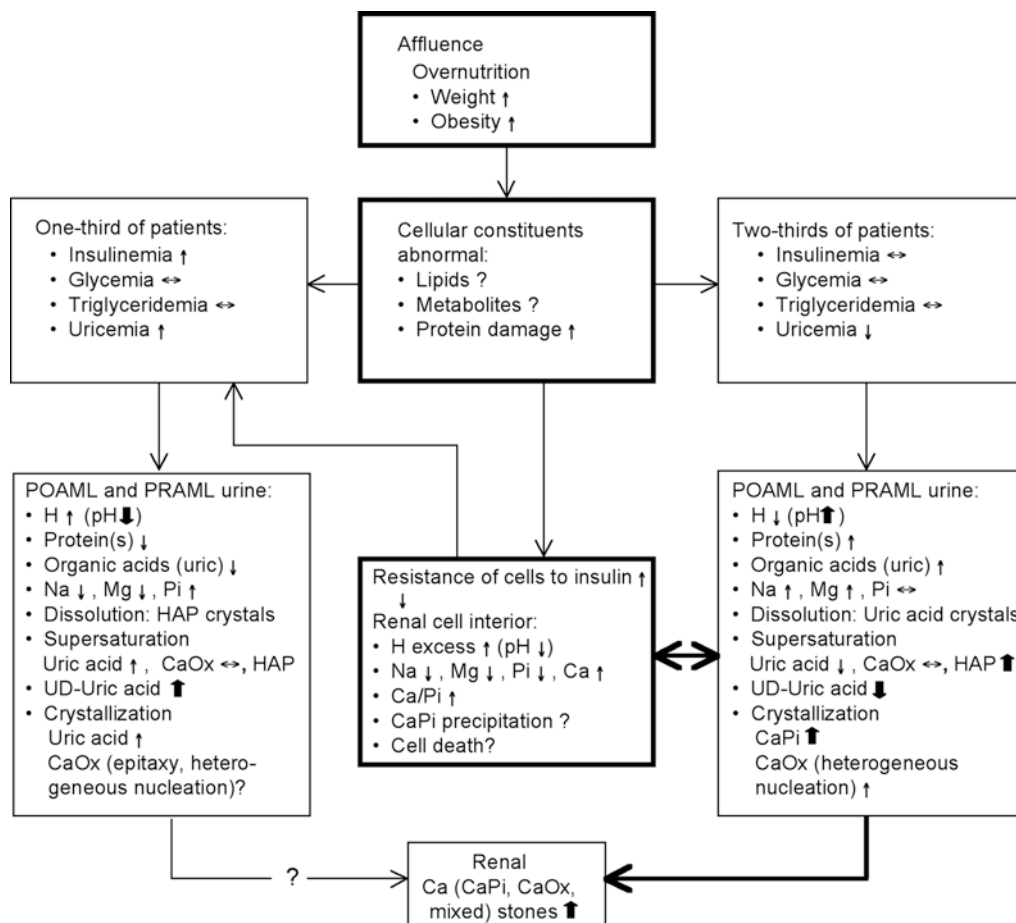 Affluence
Overnutrition
• Weight ↑
• Obesity ↑
One-third of patients:
• Insulinemia ↑
• Glycemia ↔
• Triglyceridemia ↔
• Uricemia ↑
Cellular constituents
abnormal:
• Lipids ?
• Metabolites ?
• Protein damage ↑
Two-thirds of patients:
• Insulinemia ↔
• Glycemia ↔
• Triglyceridemia ↔
• Uricemia ↓
POAML and PRAML urine:
• H ↑ (pH⬇)
• Protein(s) ↓
• Organic acids (uric) ↓
• Na ↓, Mg ↓, Pi ↑
• Dissolution: HAP crystals
• Supersaturation
Uric acid ↑ , CaOx ↔, HAP
• UD-Uric acid ⬆
• Crystallization
Uric acid ↑
CaOx (epitaxy, hetero-
geneous nucleation)?
Resistance of cells to insulin ↑
↓
Renal cell interior:
• H excess ↑ (pH ↓)
• Na ↓ , Mg ↓, Pi ↓, Ca ↑
• Ca/Pi ↑
• CaPi precipitation ?
• Cell death?
POAML and PRAML urine:
• H ↓ (pH⬆)
• Protein(s) ↑
• Organic acids (uric) ↑
• Na ↑, Mg ↑, Pi ↔
• Dissolution: Uric acid crystals
• Supersaturation
Uric acid ↓ , CaOx ↔, HAP ⬆
• UD-Uric acid ⬇
• Crystallization
CaPi ⬆
CaOx (heterogeneous
nucleation) ↑
?
Renal
Ca (CaPi, CaOx,
mixed) stones ⬆